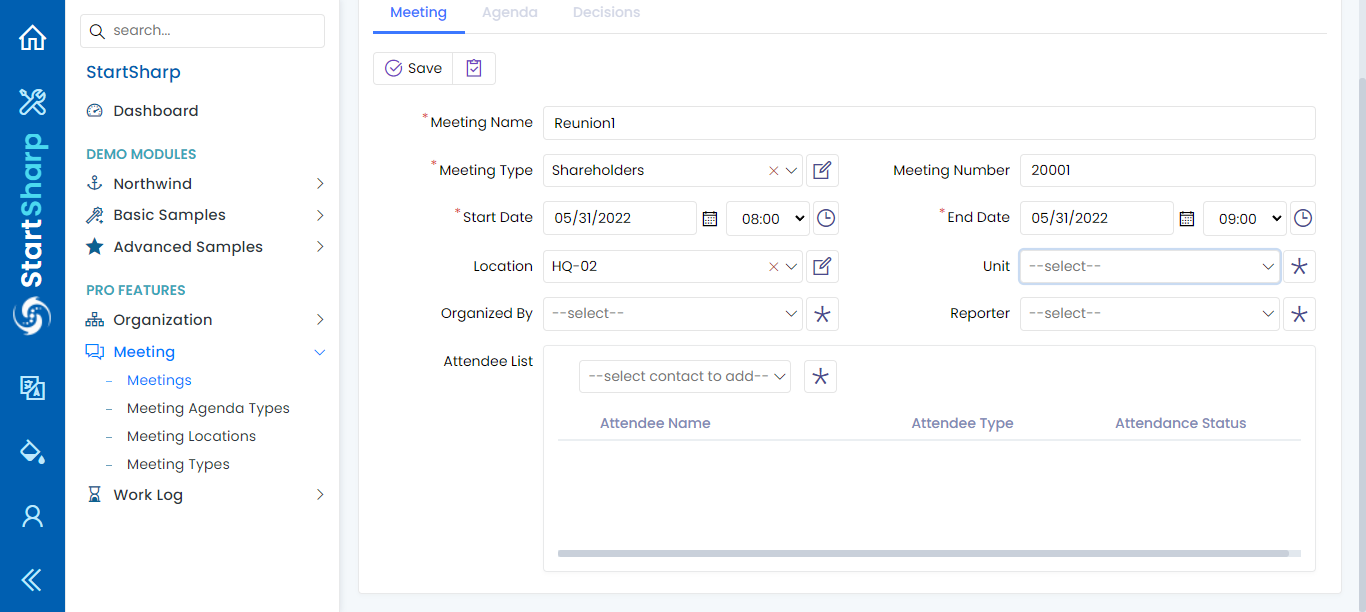 StartSharp
search...
StartSharp
Dashboard
DEMO MODULES
Northwind
Basic Samples
Advanced Samples
PRO FEATURES
Organization
Meeting
Meetings
Meeting Agenda Types
Meeting Locations
Meeting Types
Work Log
Meeting Agenda Decisions
Save
*Meeting Name Reunion1
*Meeting Type Shareholders Meeting Number 20001
*Start Date 05/31/2022 08:00 *End Date 05/31/2022 09:00
Location HQ-02 Unit --select--
Organized By --select-- Reporter --select--
Attendee List
--select contact to add--
Attendee Name Attendee Type Attendance Status